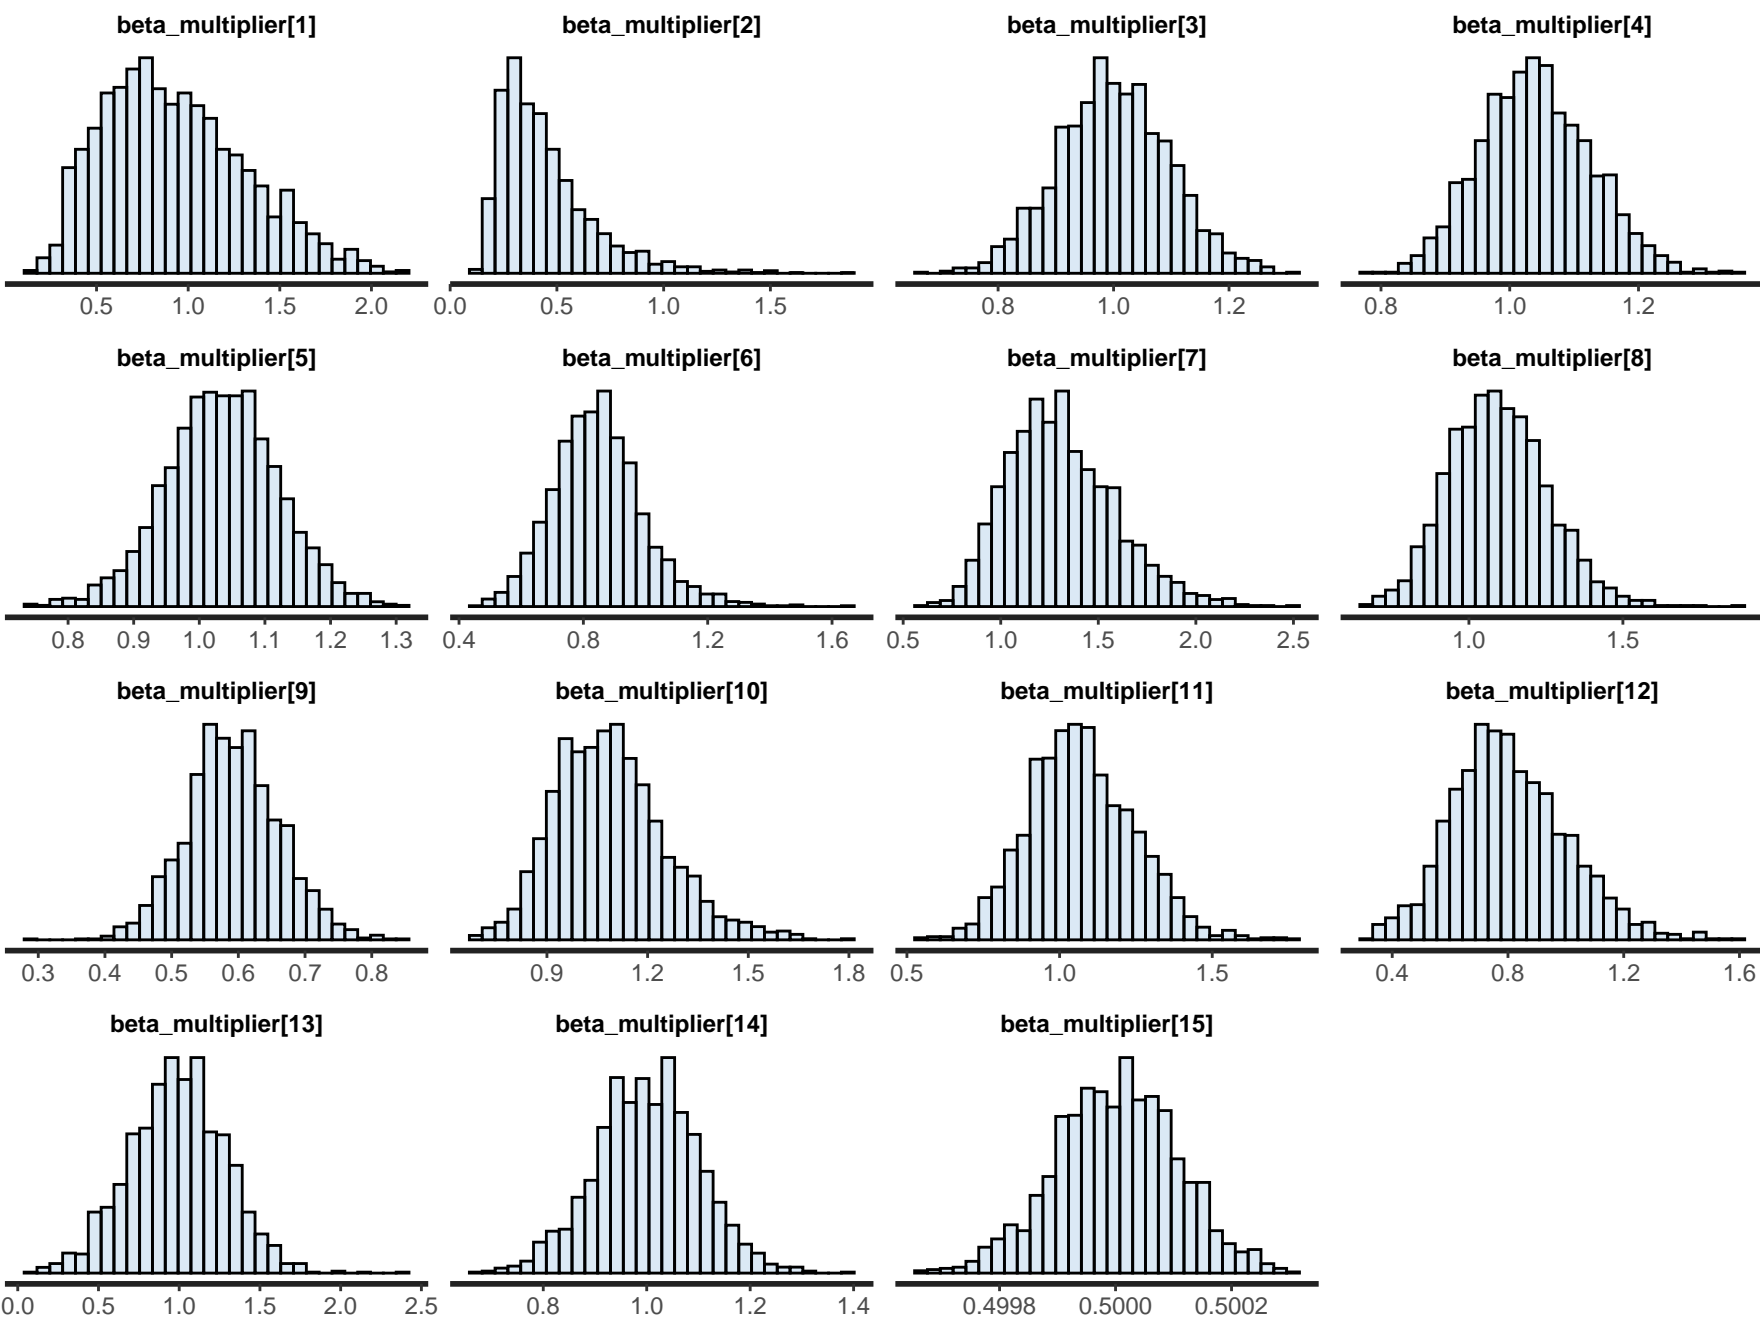 beta_multiplier[1] beta_multiplier[2] beta_multiplier[3] beta_multiplier[4]
0.5 1.0 1.5 2.0 0.0 0.5 1.0 1.5 0.8 1.0 1.2 0.8 1.0 1.2
beta_multiplier[5] beta_multiplier[6] beta_multiplier[7] beta_multiplier[8]
0.8 0.9 1.0 1.1 1.2 1.3 0.4 0.8 1.2 1.6 0.5 1.0 1.5 2.0 2.5 1.0 1.5
beta_multiplier[9] beta_multiplier[10] beta_multiplier[11] beta_multiplier[12]
0.3 0.4 0.5 0.6 0.7 0.8 0.9 1.2 1.5 1.8 0.5 1.0 1.5 0.4 0.8 1.2 1.6
beta_multiplier[13] beta_multiplier[14] beta_multiplier[15]
0.0 0.5 1.0 1.5 2.0 2.5 0.8 1.0 1.2 1.4 0.4998 0.5000 0.5002